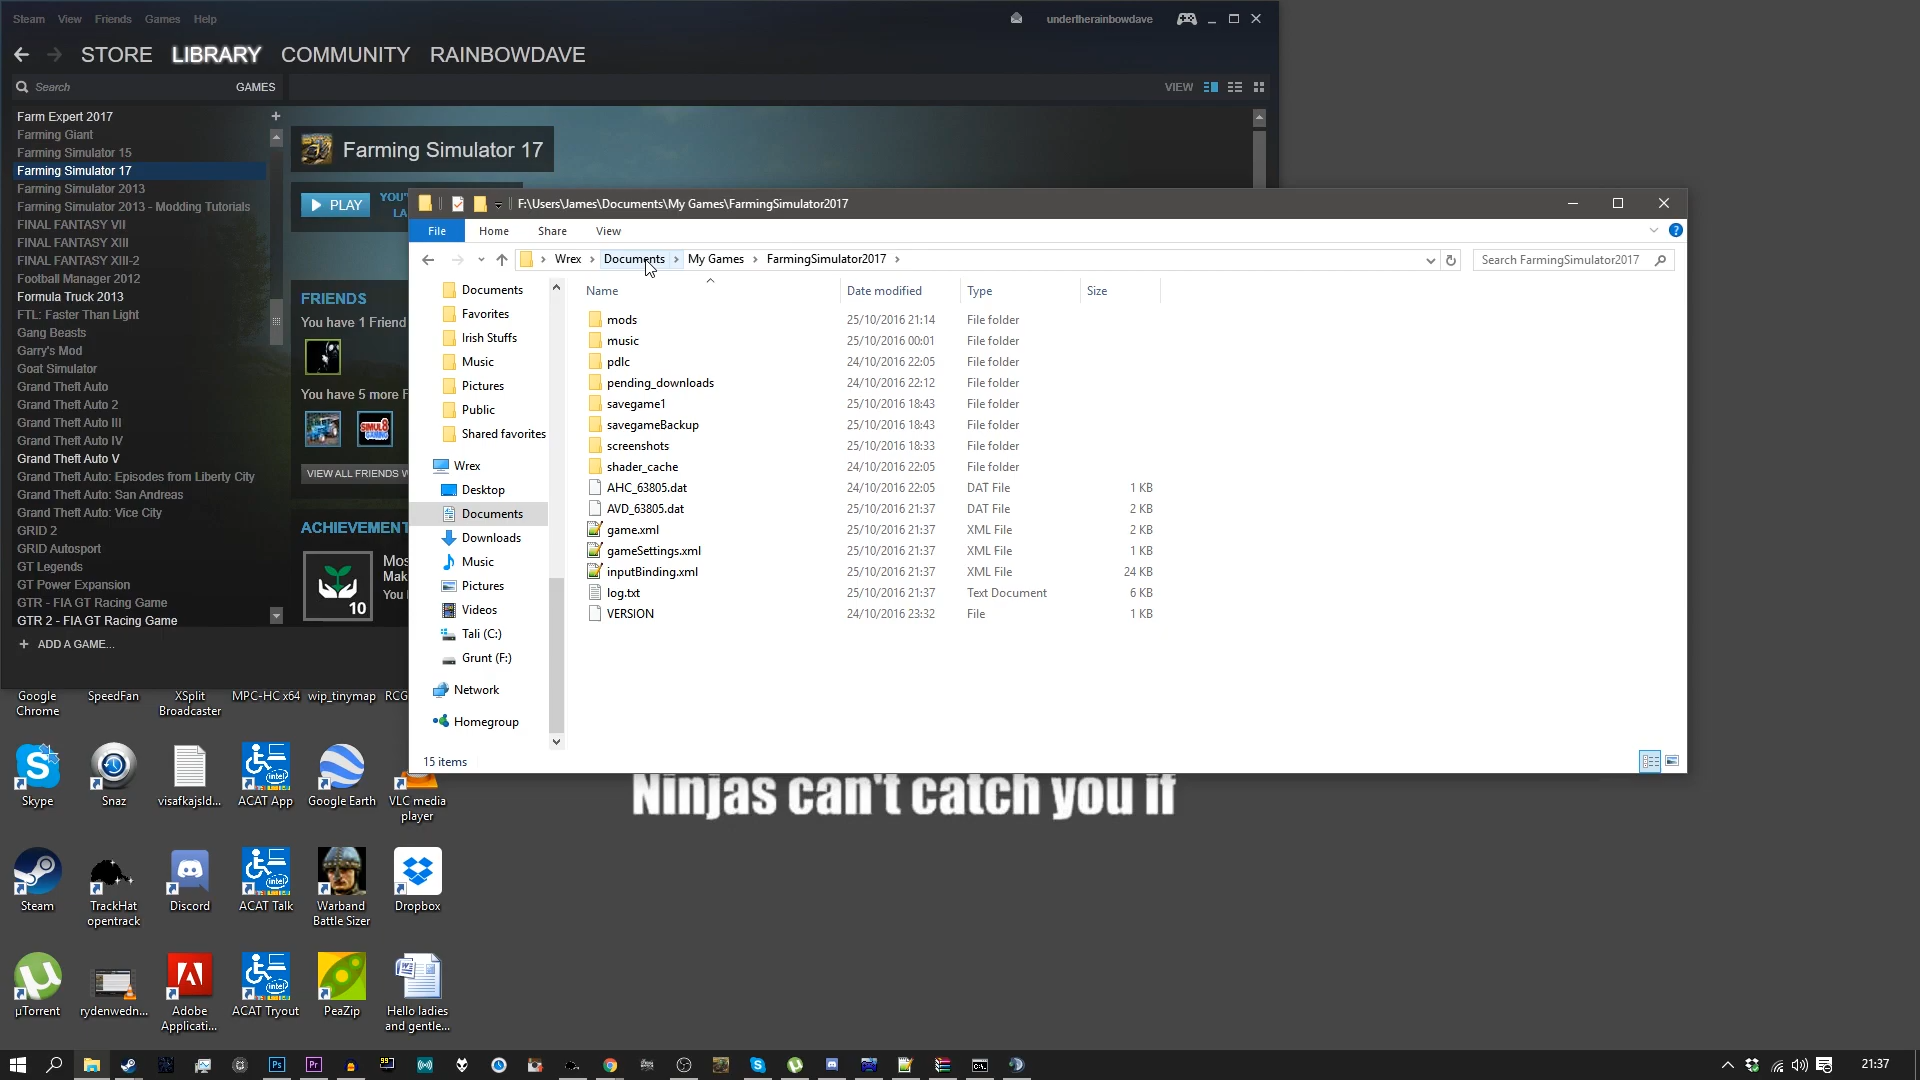 Steam View Friends Games Help
undertherainbowdave
STORE LIBRARY COMMUNITY RAINBOWDAVE
Search GAMES
VIEW
Farm Expert 2017 +
Farming Giant
Farming Simulator 15
Farming Simulator 17
Farming Simulator 2013
Farming Simulator 2013 - Modding Tutorials
FINAL FANTASY VII
FINAL FANTASY XIII
FINAL FANTASY XIII-2
Football Manager 2012
Formula Truck 2013
FTL: Faster Than Light
Gang Beasts
Garry's Mod
Goat Simulator
Grand Theft Auto
Grand Theft Auto 2
Grand Theft Auto III
Grand Theft Auto IV
Grand Theft Auto V
Grand Theft Auto: Episodes from Liberty City
Grand Theft Auto: San Andreas
Grand Theft Auto: Vice City
GRID 2
GRID Autosport
GT Legends
GT Power Expansion
GTR - FIA GT Racing Game
GTR 2 - FIA GT Racing Game
+ ADD A GAME...
Farming Simulator 17
PLAY
YOU'
LA
FRIENDS
You have 1 Friend
You have 5 more F
SIMUL8
GAMING
VIEW ALL FRIENDS W
ACHIEVEMENT
10
Mos
Mak
You
F:\Users\James\Documents\My Games\FarmingSimulator2017
File Home Share View
Wrex > Documents > My Games > FarmingSimulator2017 >
Search FarmingSimulator2017
Documents
Favorites
Irish Stuffs
Music
Pictures
Public
Shared favorites
Wrex
Desktop
Documents
Downloads
Music
Pictures
Videos
Tali (C:)
Grunt (F:)
Network
Homegroup
Name Date modified Type Size
mods 25/10/2016 21:14 File folder
music 25/10/2016 00:01 File folder
pdlc 24/10/2016 22:05 File folder
pending_downloads 24/10/2016 22:12 File folder
savegame1 25/10/2016 18:43 File folder
savegameBackup 25/10/2016 18:43 File folder
screenshots 25/10/2016 18:33 File folder
shader_cache 24/10/2016 22:05 File folder
AHC_63805.dat 24/10/2016 22:05 DAT File 1 KB
AVD_63805.dat 25/10/2016 21:37 DAT File 2 KB
game.xml 25/10/2016 21:37 XML File 2 KB
gameSettings.xml 25/10/2016 21:37 XML File 1 KB
inputBinding.xml 25/10/2016 21:37 XML File 24 KB
log.txt 25/10/2016 21:37 Text Document 6 KB
VERSION 24/10/2016 23:32 File 1 KB
15 items
Ninjas can't catch you if
Google Chrome
SpeedFan
XSplit Broadcaster
MPC-HC x64
wip_tinymap
RCG
Skype
Snaz
visafkajsld...
ACAT App
Google Earth
VLC media player
Steam
TrackHat opentrack
Discord
ACAT Talk
Warband Battle Sizer
Dropbox
µTorrent
rydenwedn...
Adobe Applicati...
ACAT Tryout
PeaZip
Hello ladies and gentle...
21:37